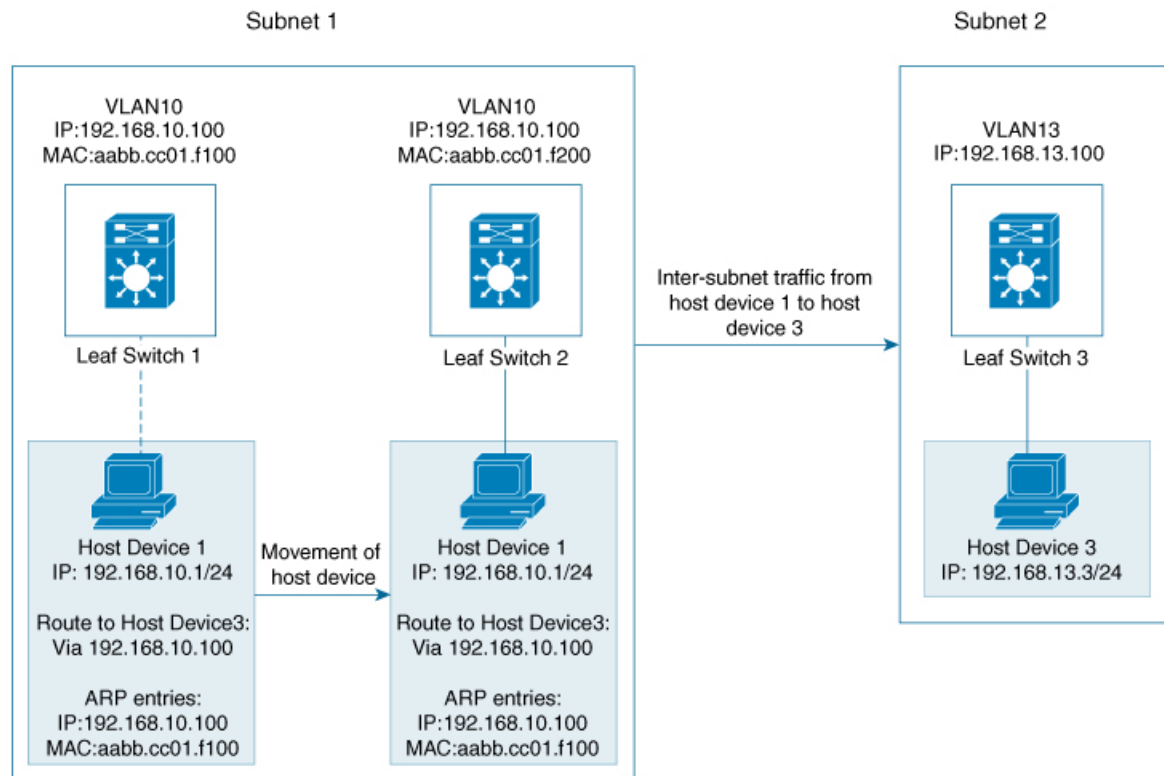 Subnet 1
Subnet 2
VLAN10
IP:192.168.10.100
MAC:aabb.cc01.f100
VLAN10
IP:192.168.10.100
MAC:aabb.cc01.f200
VLAN13
IP:192.168.13.100
Leaf Switch 1
Leaf Switch 2
Inter-subnet traffic from
host device 1 to host
device 3
Leaf Switch 3
Host Device 1
IP: 192.168.10.1/24
Route to Host Device3:
Via 192.168.10.100
ARP entries:
IP:192.168.10.100
MAC:aabb.cc01.f100
Movement of
host device
Host Device 1
IP: 192.168.10.1/24
Route to Host Device3:
Via 192.168.10.100
ARP entries:
IP:192.168.10.100
MAC:aabb.cc01.f100
Host Device 3
IP: 192.168.13.3/24